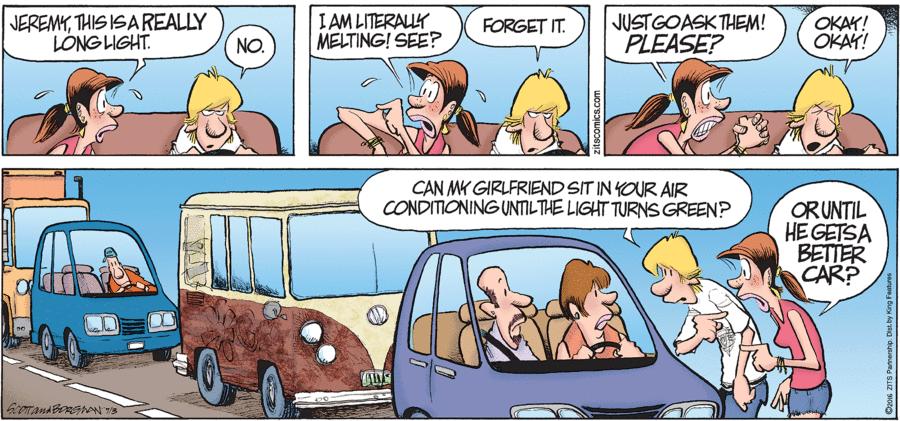 JEREMY, THIS IS A REALLY
LONG LIGHT.
NO.
I AM LITERALLY
MELTING! SEE?
FORGET IT.
JUST GO ASK THEM!
PLEASE?
OKAY!
OKAY!
zitscomics.com
CAN MY GIRLFRIEND SIT IN YOUR AIR
CONDITIONING UNTIL THE LIGHT TURNS GREEN?
OR UNTIL
HE GETS A
BETTER
CAR?
SCOTT and BORGMAN 7/3
©2016 ZITS Partnership. Dist. by King Features